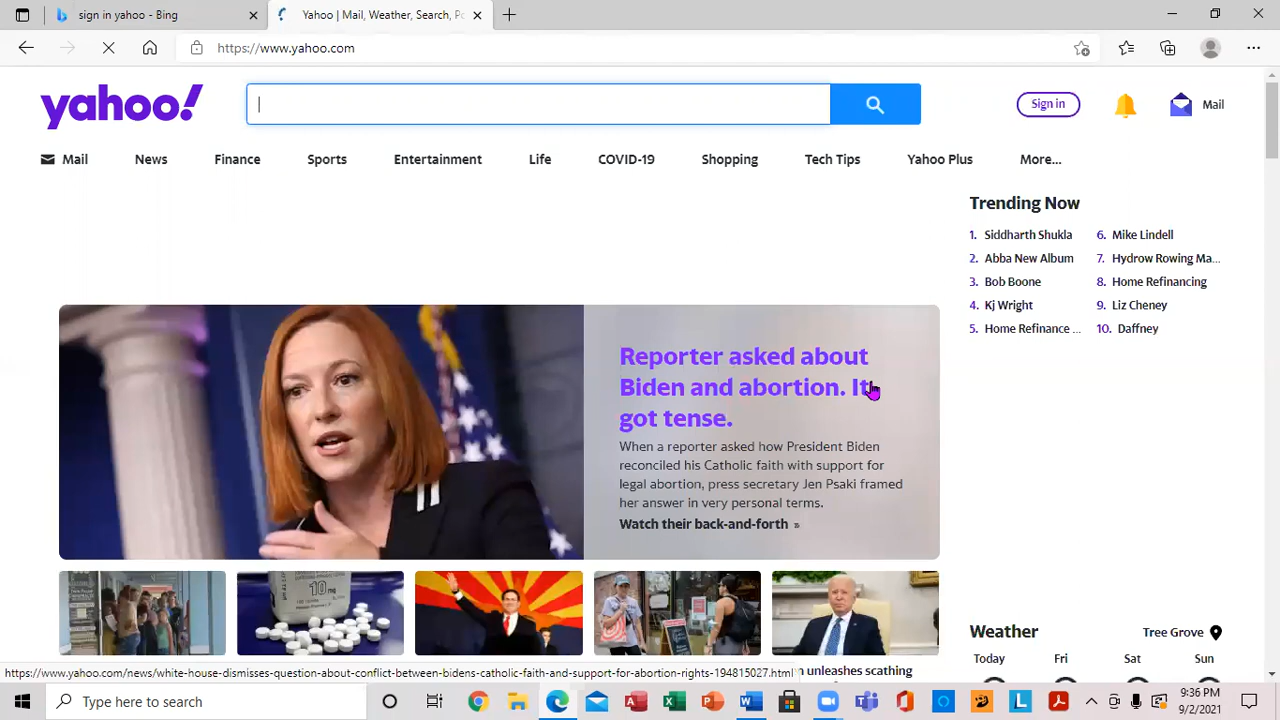 sign in yahoo - Bing
Yahoo | Mail, Weather, Search, Po
https://www.yahoo.com
yahoo!
Sign in
Mail
Mail News Finance Sports Entertainment Life COVID-19 Shopping Tech Tips Yahoo Plus More...
Trending Now
1. Siddharth Shukla
2. Abba New Album
3. Bob Boone
4. Kj Wright
5. Home Refinance ...
6. Mike Lindell
7. Hydrow Rowing Ma...
8. Home Refinancing
9. Liz Cheney
10. Daffney
Reporter asked about
Biden and abortion. It
got tense.
When a reporter asked how President Biden
reconciled his Catholic faith with support for
legal abortion, press secretary Jen Psaki framed
her answer in very personal terms.
Watch their back-and-forth »
10 mg
Weather
Tree Grove
Today Fri Sat Sun
https://www.yahoo.com/news/white-house-dismisses-question-about-conflict-between-bidens-catholic-faith-and-support-for-abortion-rights-194815027.html
n unleashes scathing
Type here to search
9:36 PM
9/2/2021